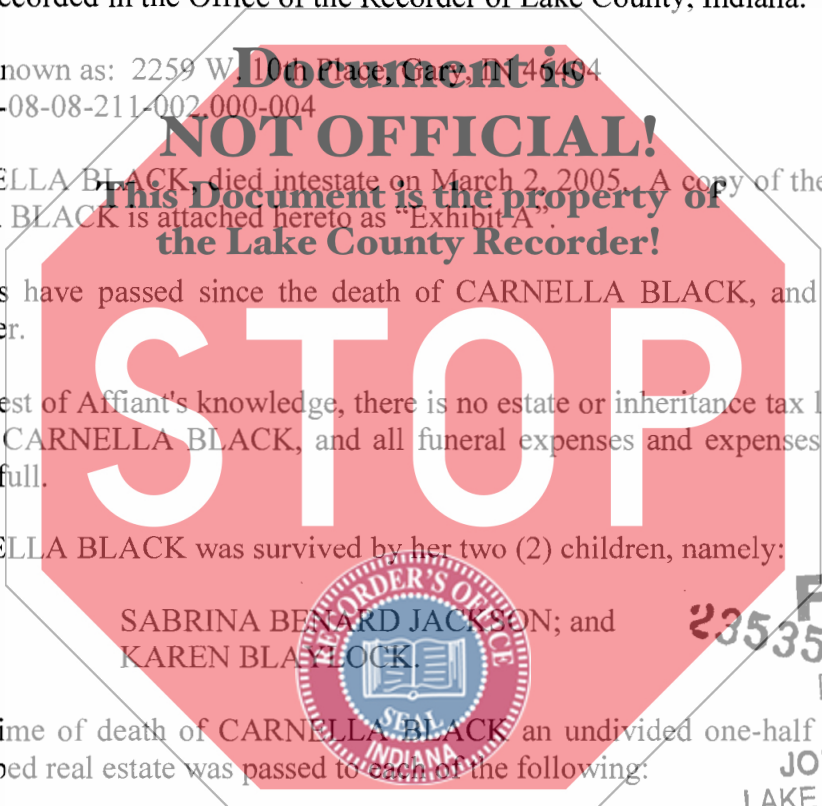 ecorded in the Office of the Recorder of Lake County, Indiana.
nown as: 2259 W. 10th Place, Gary, IN 46404
-08-08-211-002.000-004
Document is
NOT OFFICIAL!
This Document is the property of
the Lake County Recorder!
ELLA BLACK, died intestate on March 2, 2005. A copy of the
BLACK is attached hereto as “Exhibit A”.
s have passed since the death of CARNELLA BLACK, and
er.
STOP
est of Affiant's knowledge, there is no estate or inheritance tax l
CARNELLA BLACK, and all funeral expenses and expenses
full.
ELLA BLACK was survived by her two (2) children, namely:
SABRINA BENARD JACKSON; and
KAREN BLAYLOCK.
RECORDER'S OFFICE
SEAL
INDIANA
23535
ime of death of CARNELLA BLACK an undivided one-half
bed real estate was passed to each of the following:
JO
LAKE